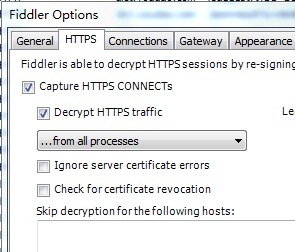 Fiddler Options
General HTTPS Connections Gateway Appearance
Fiddler is able to decrypt HTTPS sessions by re-signing
Capture HTTPS CONNECTs
Decrypt HTTPS traffic Le
...from all processes
Ignore server certificate errors
Check for certificate revocation
Skip decryption for the following hosts: